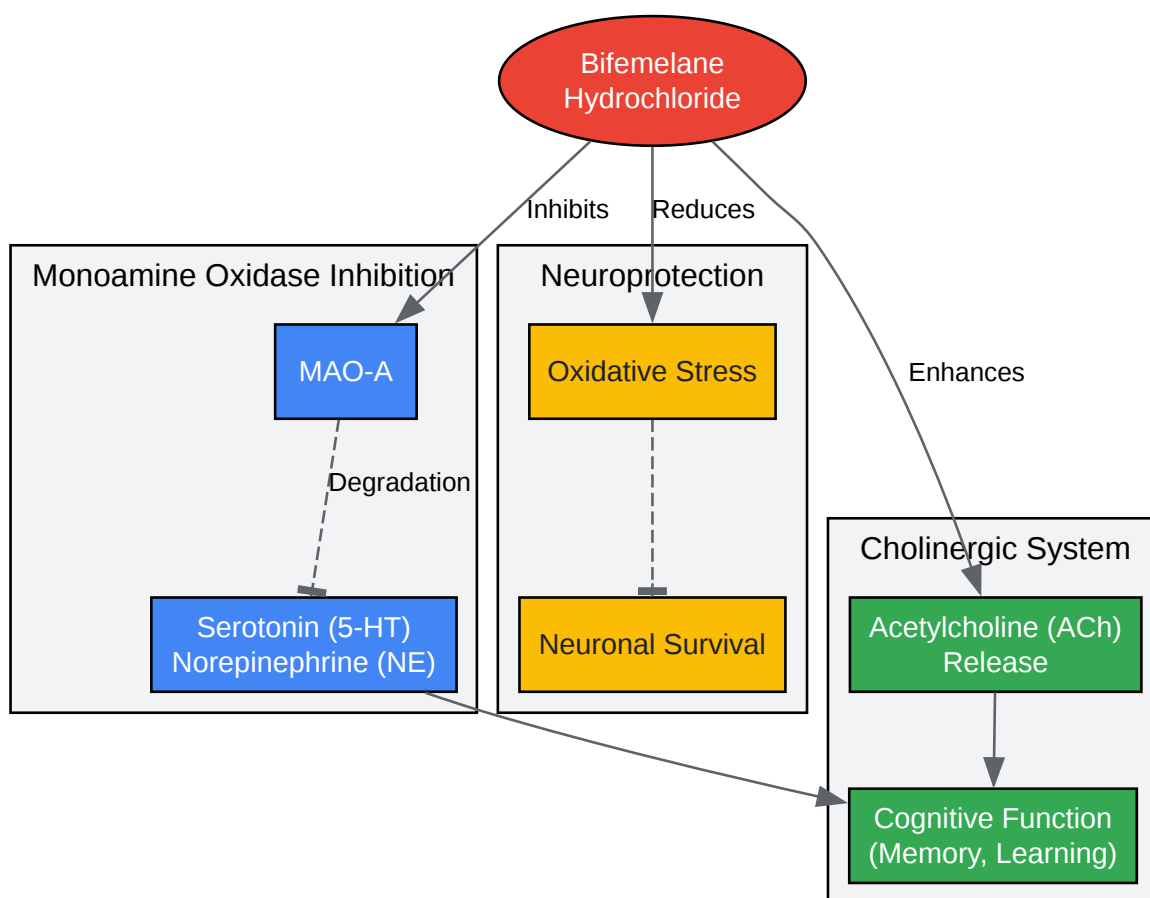 Bifemelane
Hydrochloride
Inhibits
Reduces
Enhances
Monoamine Oxidase Inhibition
MAO-A
Degradation
Serotonin (5-HT)
Norepinephrine (NE)
Neuroprotection
Oxidative Stress
Neuronal Survival
Cholinergic System
Acetylcholine (ACh)
Release
Cognitive Function
(Memory, Learning)